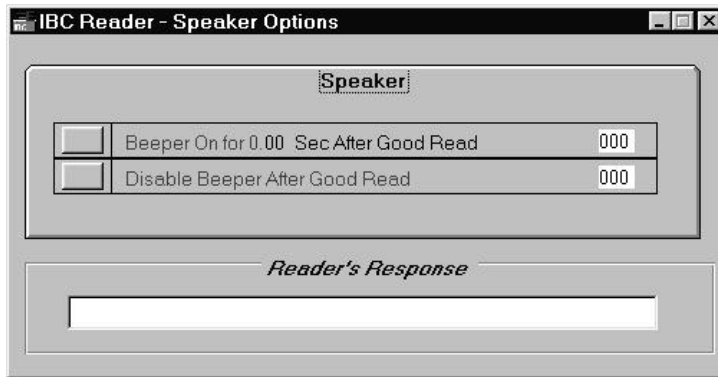 IBC Reader - Speaker Options
Speaker
Beeper On for 0.00 Sec After Good Read 000
Disable Beeper After Good Read 000
Reader's Response